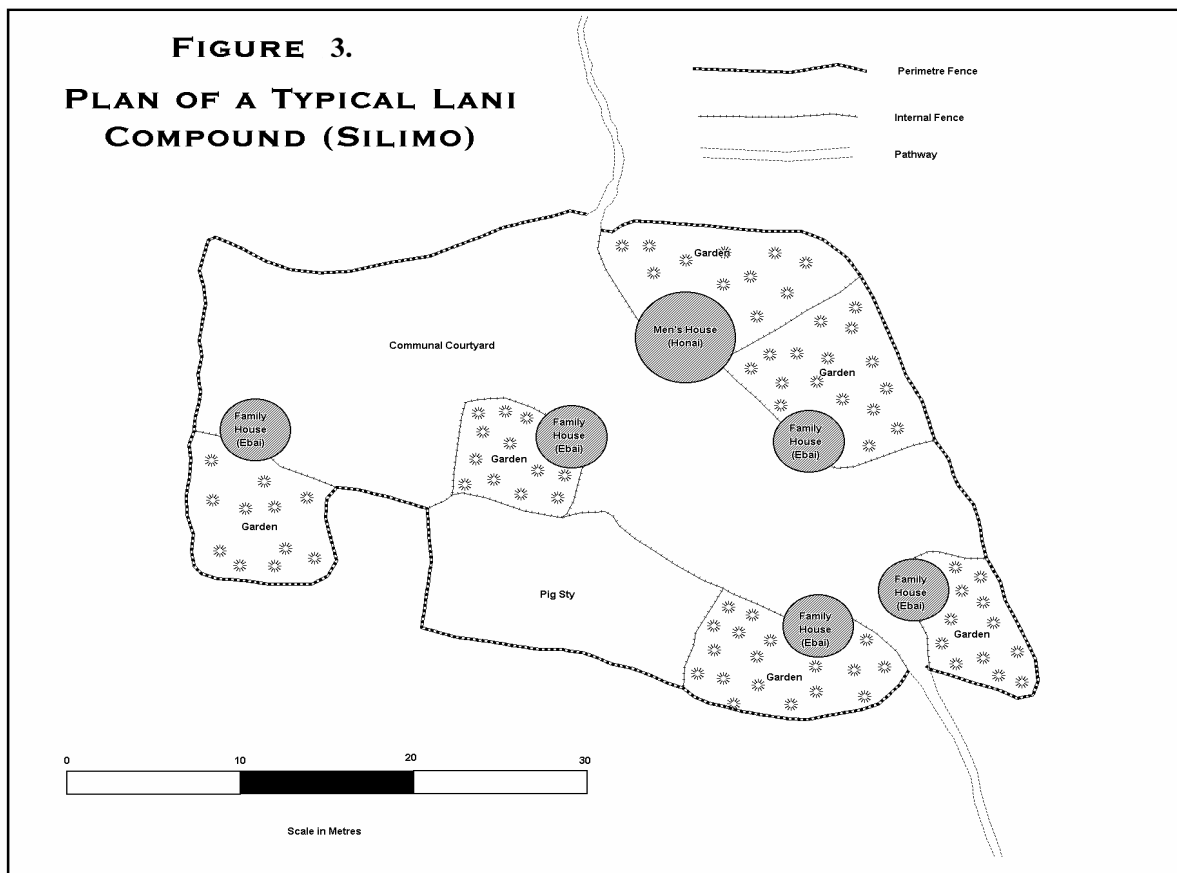 FIGURE 3.
PLAN OF A TYPICAL LANI
COMPOUND (SILIMO)
Perimetre Fence
Internal Fence
Pathway
Garden
Men's House
(Honai)
Communal Courtyard
Garden
Family
House
(Ebai)
Family
House
(Ebai)
Family
House
(Ebai)
Garden
Garden
Family
House
(Ebai)
Pig Sty
Family
House
(Ebai)
Garden
Garden
0
10
20
30
Scale in Metres